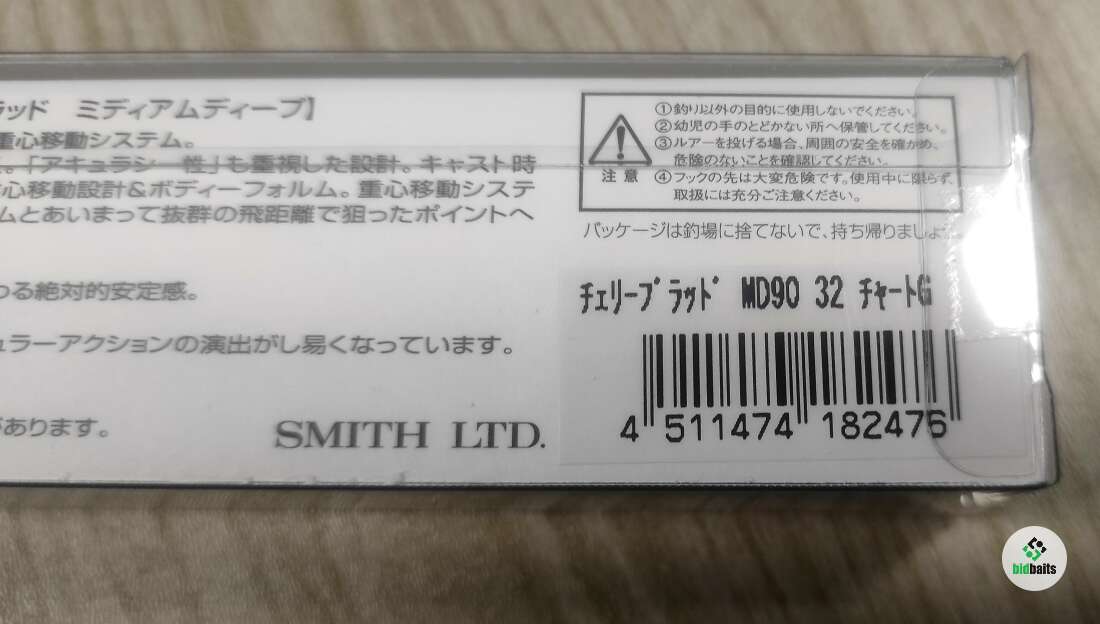 ラッド ミディアムディープ】
重心移動システム。
。「アキュラシー性」も重視した設計。キャスト時
心移動設計&ボディーフォルム。重心移動システ
ムとあいまって抜群の飛距離で狙ったポイントへ
つる絶対的安定感。
ュラーアクションの演出がし易くなっています。
があります。
SMITH LTD.
注意
①釣り以外の目的に使用しないでください。
②幼児の手のとどかない所へ保管してください。
③ルアーを投げる場合、周囲の安全を確かめ、
危険のないことを確認してください。
④フックの先は大変危険です。使用中に限らず、
取扱には充分ご注意ください。
パッケージは釣場に捨てないで、持ち帰りましょ
チェリーブラッド MD90 32 チャートG
4 511474 182476
bidbaits